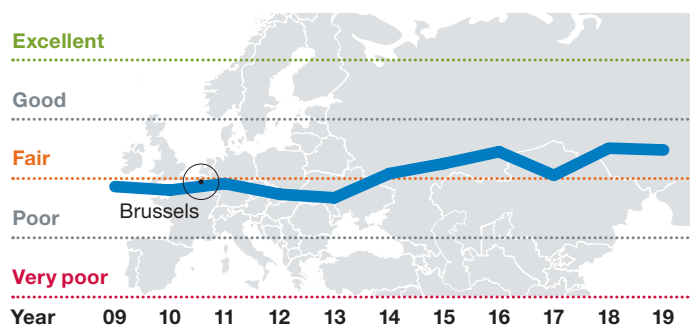 Excellent
Good
Fair
Brussels
Poor
Very poor
Year 09 10 11 12 13 14 15 16 17 18 19